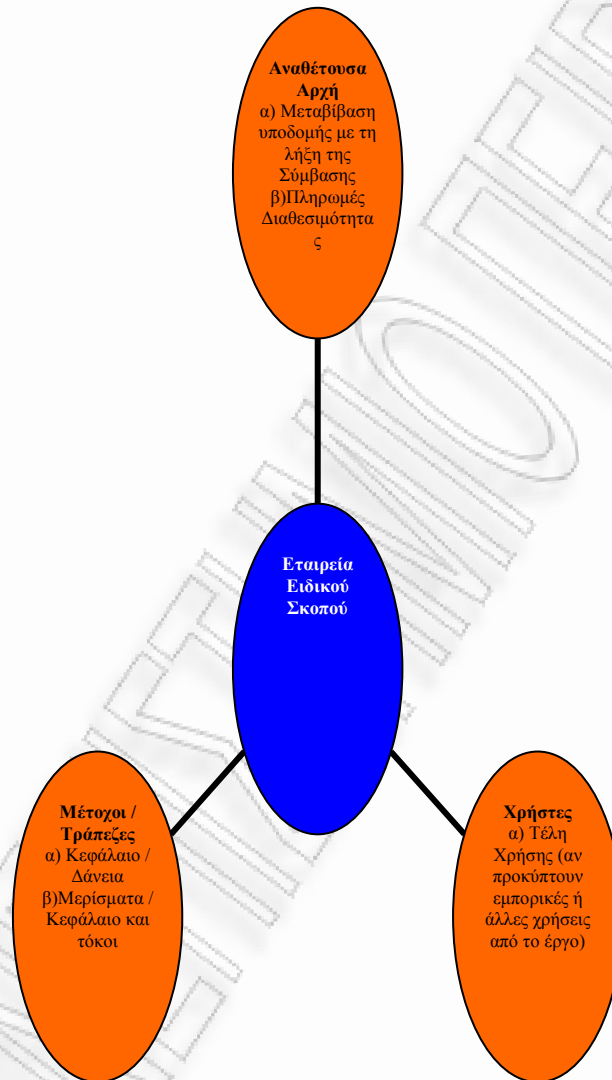 Αναθέτουσα
Αρχή
α) Μεταβίβαση
υποδομής με τη
λήξη της
Σύμβασης
β)Πληρωμές
Διαθεσιμότητα
ς
Εταιρεία
Ειδικού
Σκοπού
Μέτοχοι /
Τράπεζες
α) Κεφάλαιο /
Δάνεια
β)Μερίσματα /
Κεφάλαιο και
τόκοι
Χρήστες
α) Τέλη
Χρήσης (αν
προκύπτουν
εμπορικές ή
άλλες χρήσεις
από το έργο)